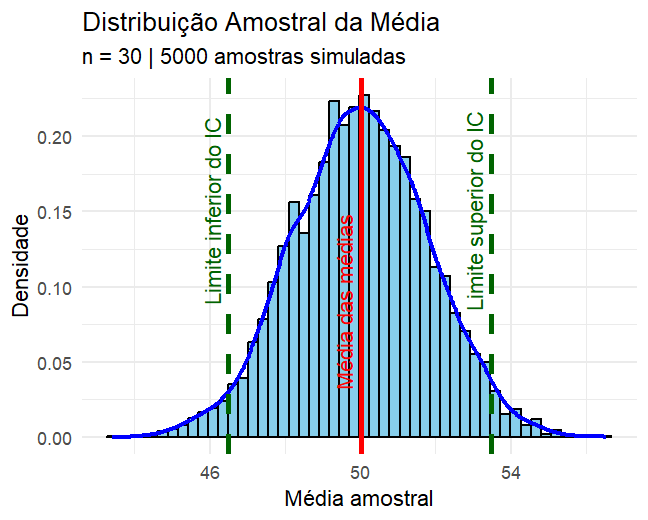 Distribuição Amostral da Média
n = 30 | 5000 amostras simuladas
Densidade
0.20
0.15
0.10
0.05
0.00
Limite inferior do IC
Média das médias
Limite superior do IC
46
50
54
Média amostral